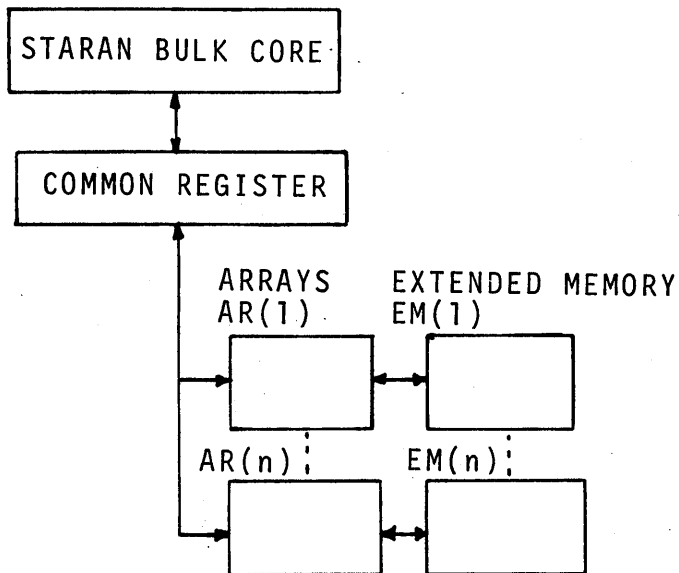 STARAN BULK CORE
COMMON REGISTER
ARRAYS
AR(1)
EXTENDED MEMORY
EM(1)
AR(n)
EM(n)